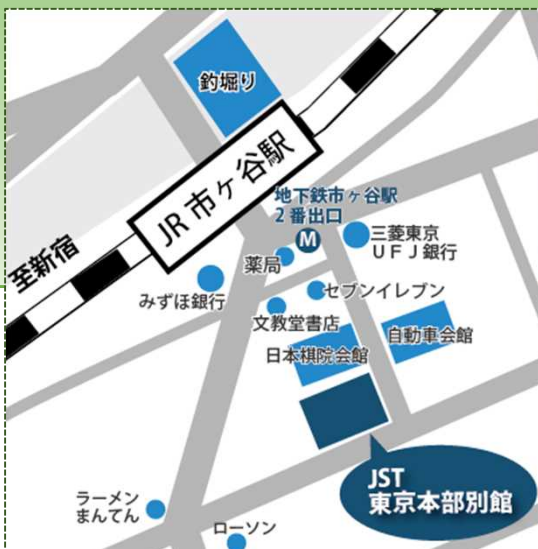 釣堀り
JR 市ヶ谷駅
至新宿
地下鉄市ヶ谷駅
2番出口
M
三菱東京
ＵＦＪ銀行
薬局
みずほ銀行
セブンイレブン
文教堂書店
日本棋院会館
自動車会館
JST
東京本部別館
ラーメン
まんてん
ローソン